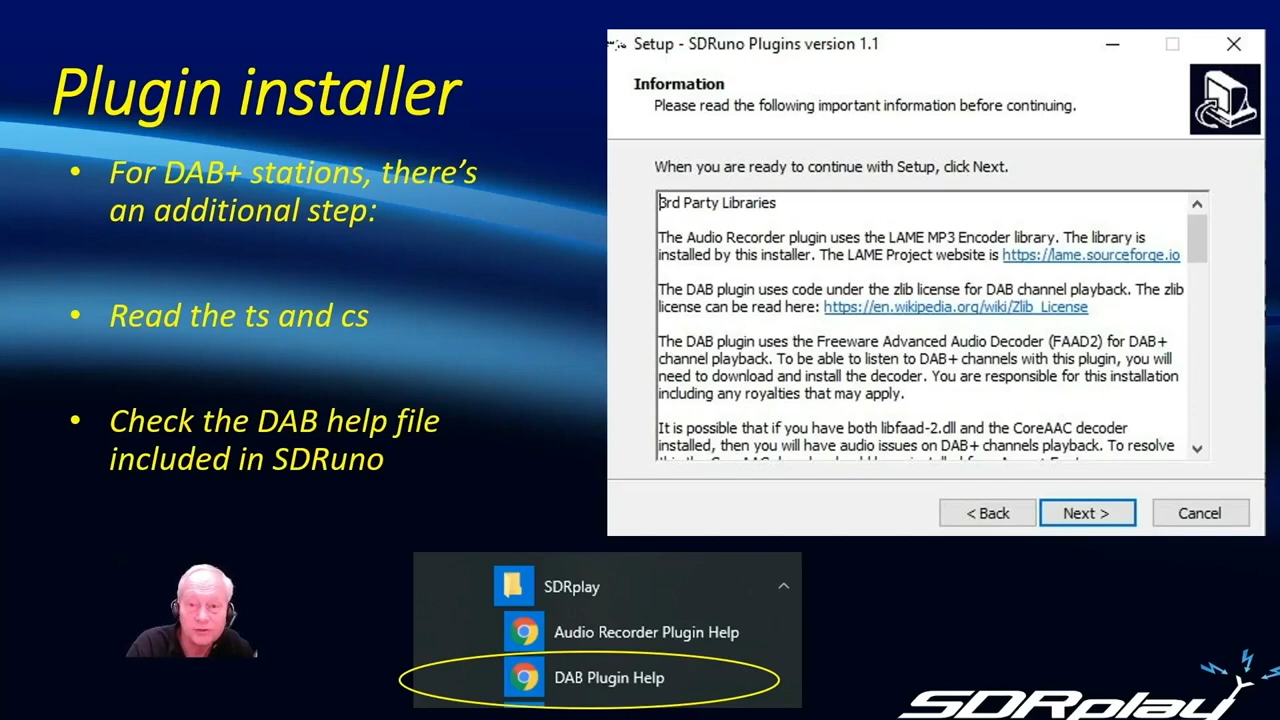 Plugin installer
• For DAB+ stations, there's
an additional step:
• Read the ts and cs
• Check the DAB help file
included in SDRuno
Setup - SDRuno Plugins version 1.1
Information
Please read the following important information before continuing.
When you are ready to continue with Setup, click Next.
3rd Party Libraries
The Audio Recorder plugin uses the LAME MP3 Encoder library. The library is
installed by this installer. The LAME Project website is https://lame.sourceforge.io
The DAB plugin uses code under the zlib license for DAB channel playback. The zlib
license can be read here: https://en.wikipedia.org/wiki/Zlib_License
The DAB plugin uses the Freeware Advanced Audio Decoder (FAAD2) for DAB+
channel playback. To be able to listen to DAB+ channels with this plugin, you will
need to download and install the decoder. You are responsible for this installation
including any royalties that may apply.
It is possible that if you have both libfaad-2.dll and the CoreAAC decoder
installed, then you will have audio issues on DAB+ channels playback. To resolve
< Back
Next >
Cancel
SDRplay
Audio Recorder Plugin Help
DAB Plugin Help
SDRplay